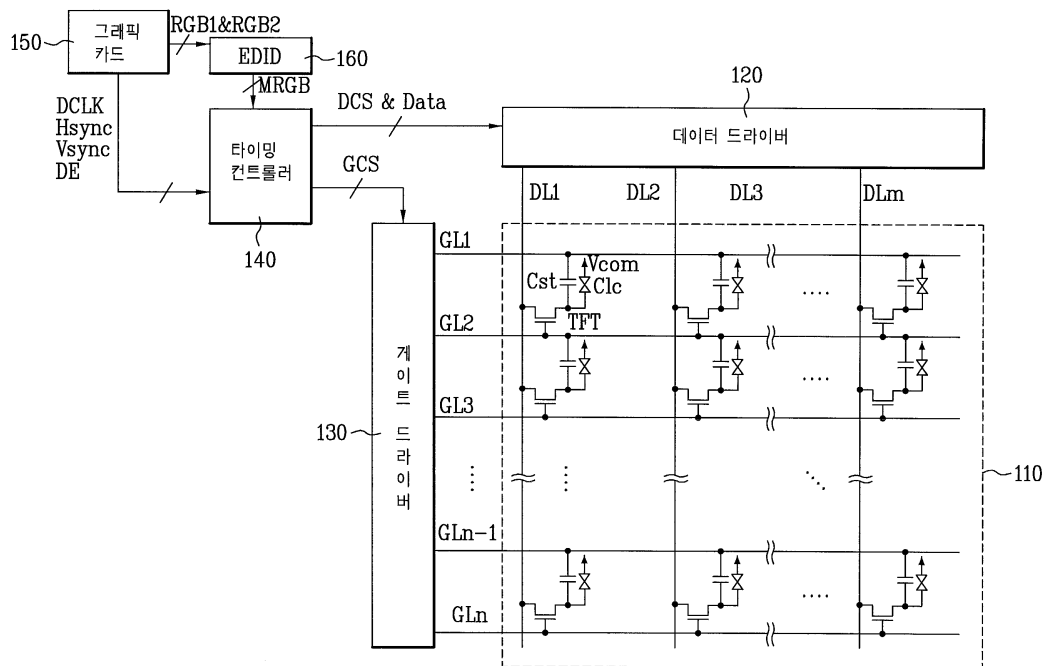 150
그래픽
카드
RGB1&RGB2
EDID
160
MRGB
DCLK
Hsync
Vsync
DE
타이밍
컨트롤러
140
DCS & Data
GCS
120
데이터 드라이버
DL1
DL2
DL3
DLm
GL1
Vcom
Cst
Clc
....
GL2
TFT
....
GL3
130
게이트 드라이버
110
GLn-1
....
GLn